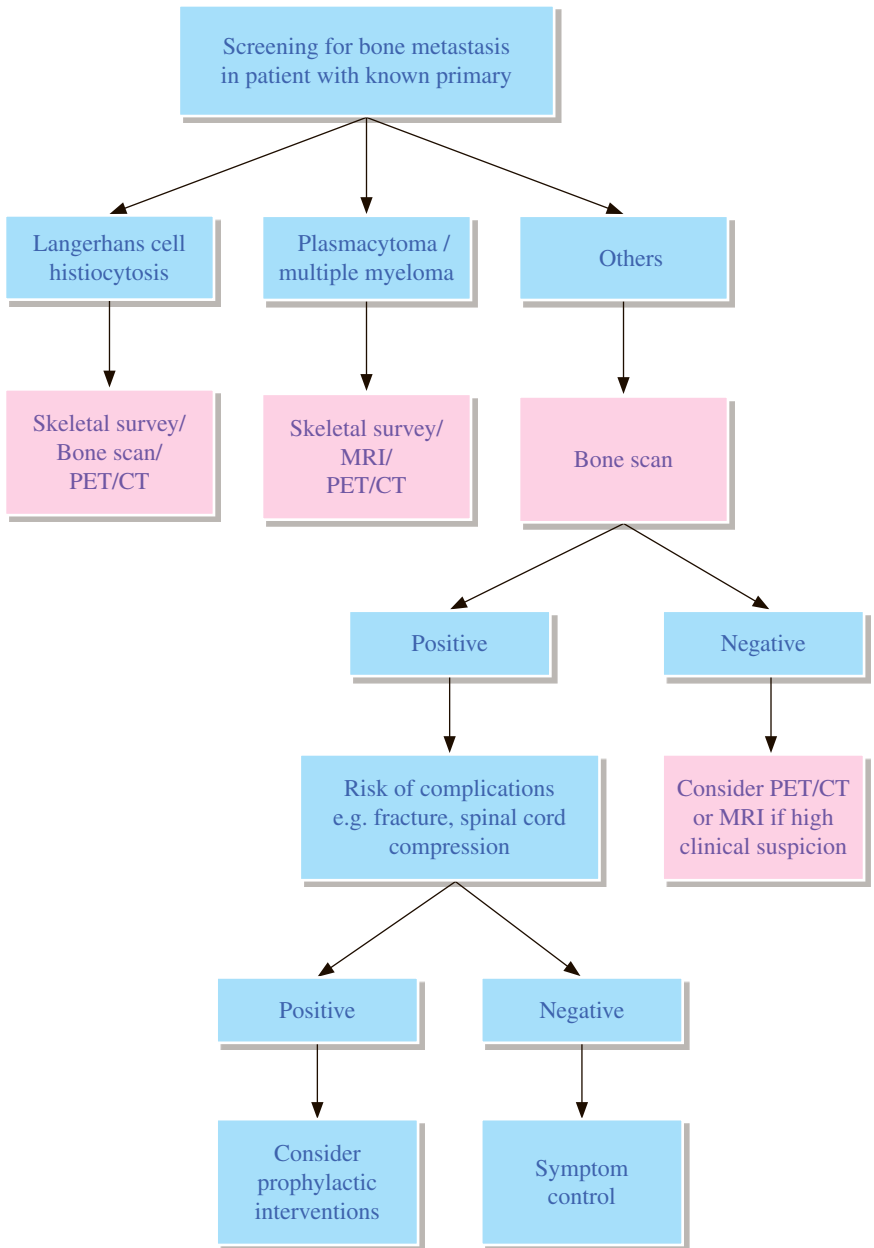 Screening for bone metastasis
in patient with known primary
Langerhans cell
histiocytosis
Plasmacytoma /
multiple myeloma
Others
Skeletal survey/
Bone scan/
PET/CT
Skeletal survey/
MRI/
PET/CT
Bone scan
Positive
Negative
Risk of complications
e.g. fracture, spinal cord
compression
Consider PET/CT
or MRI if high
clinical suspicion
Positive
Negative
Consider
prophylactic
interventions
Symptom
control